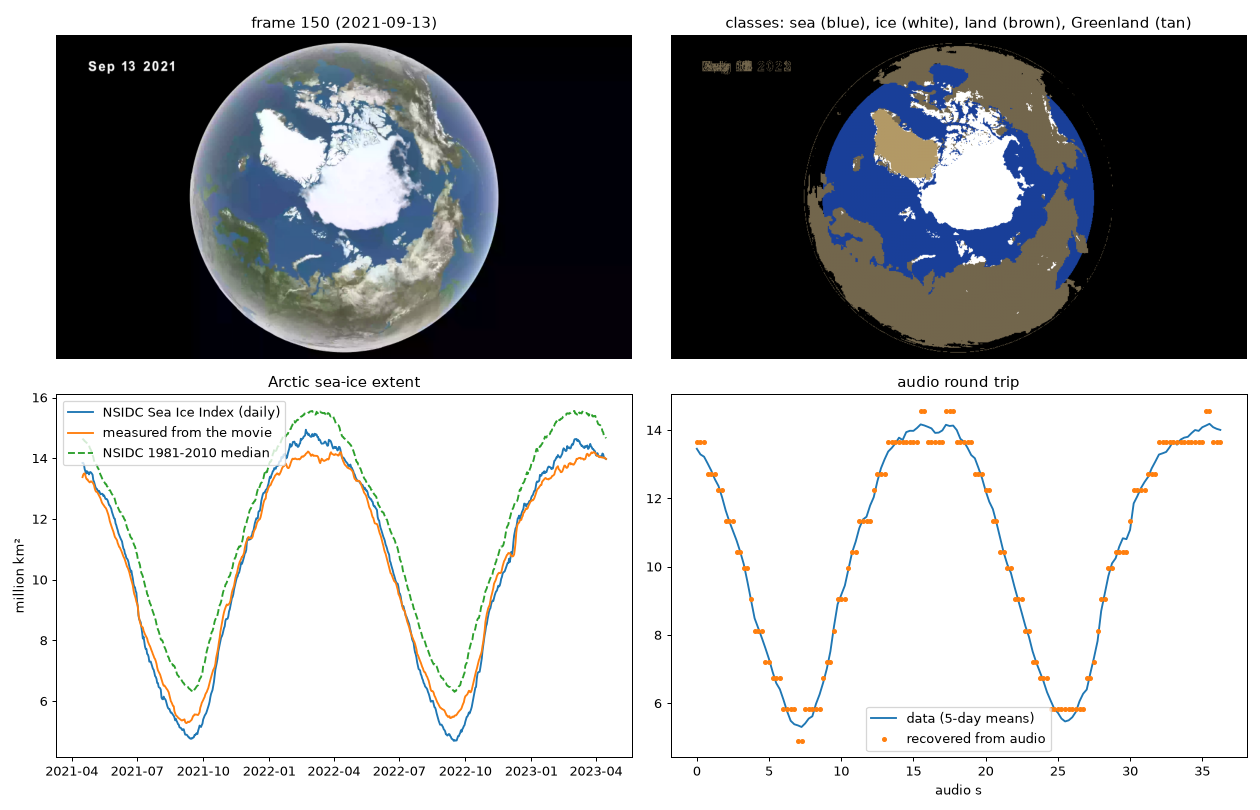 frame 150 (2021-09-13)
Sep 13 2021
classes: sea (blue), ice (white), land (brown), Greenland (tan)
Arctic sea-ice extent
NSIDC Sea Ice Index (daily)
measured from the movie
NSIDC 1981-2010 median
million km²
16
14
12
10
8
6
2021-04 2021-07 2021-10 2022-01 2022-04 2022-07 2022-10 2023-01 2023-04
audio round trip
14
12
10
8
6
data (5-day means)
recovered from audio
0 5 10 15 20 25 30 35
audio s